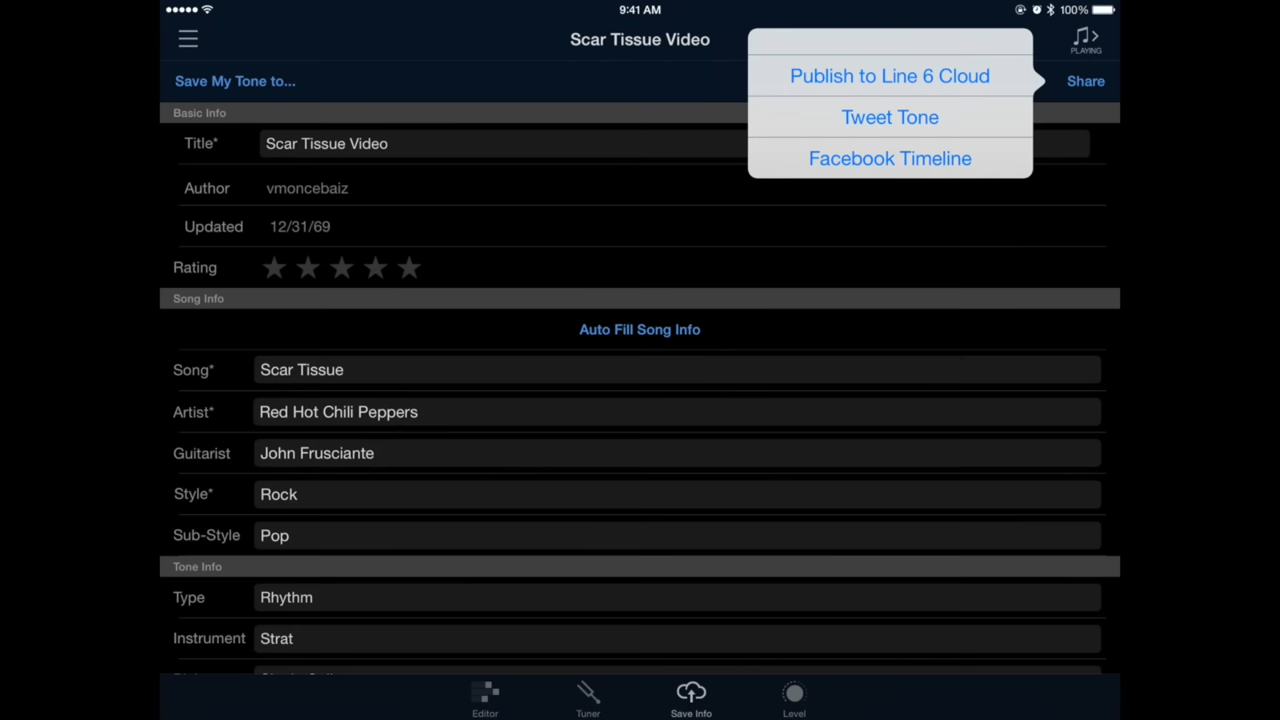 9:41 AM
100%
Scar Tissue Video
PLAYING
Save My Tone to...
Share
Publish to Line 6 Cloud
Tweet Tone
Facebook Timeline
Basic Info
Title* Scar Tissue Video
Author vmoncebaiz
Updated 12/31/69
Rating
Song Info
Auto Fill Song Info
Song* Scar Tissue
Artist* Red Hot Chili Peppers
Guitarist John Frusciante
Style* Rock
Sub-Style Pop
Tone Info
Type Rhythm
Instrument Strat
Editor
Tuner
Save Info
Level